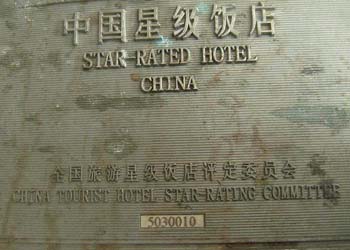 中国星级饭店
STAR-RATED HOTEL
CHINA
全国旅游星级饭店评定委员会
CHINA TOURIST HOTEL STAR-RATING COMMITTEE
5030010